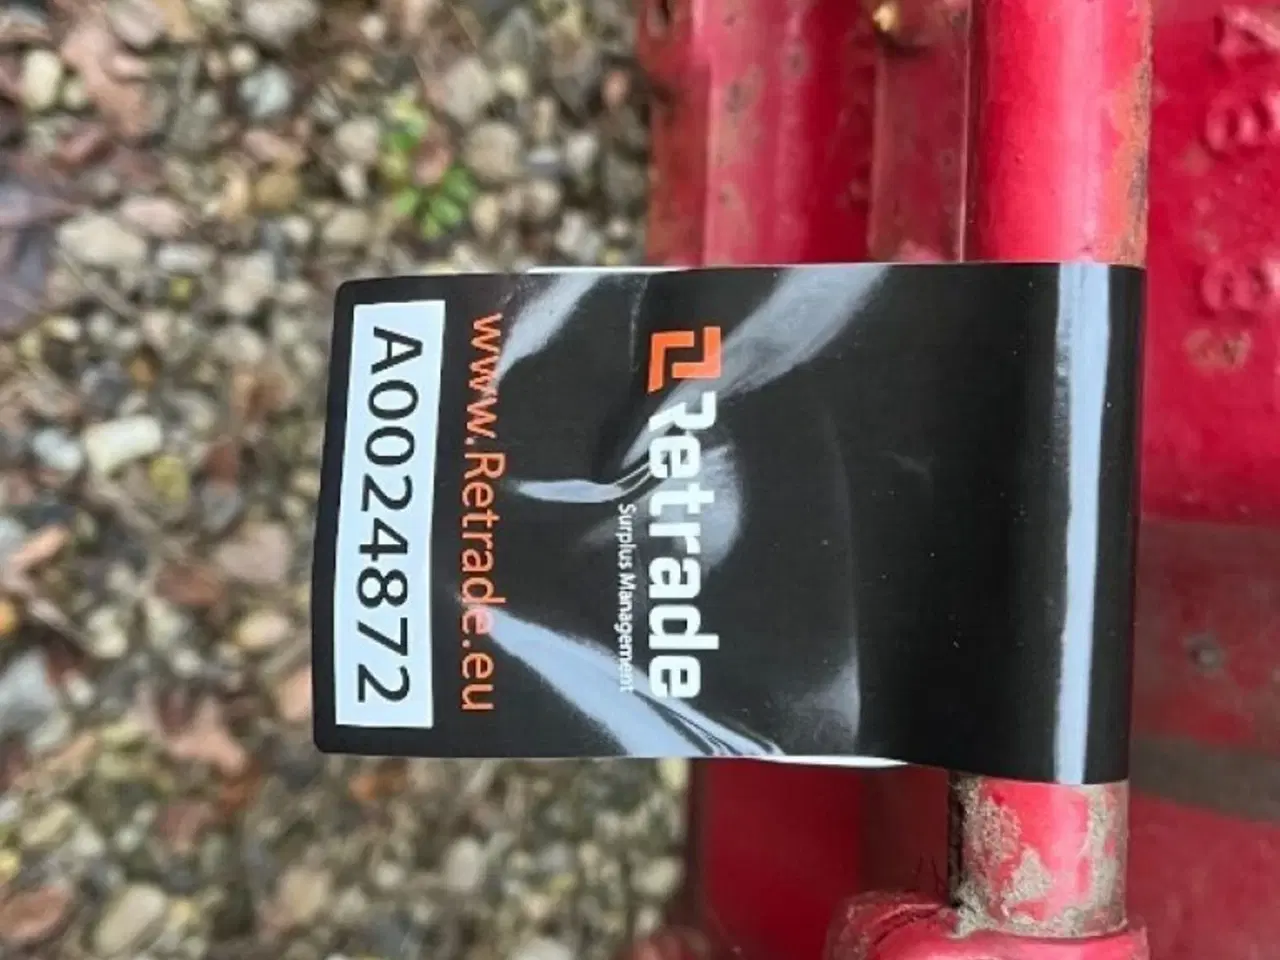 Retrade
Surplus Management
www.Retrade.eu
A0024872